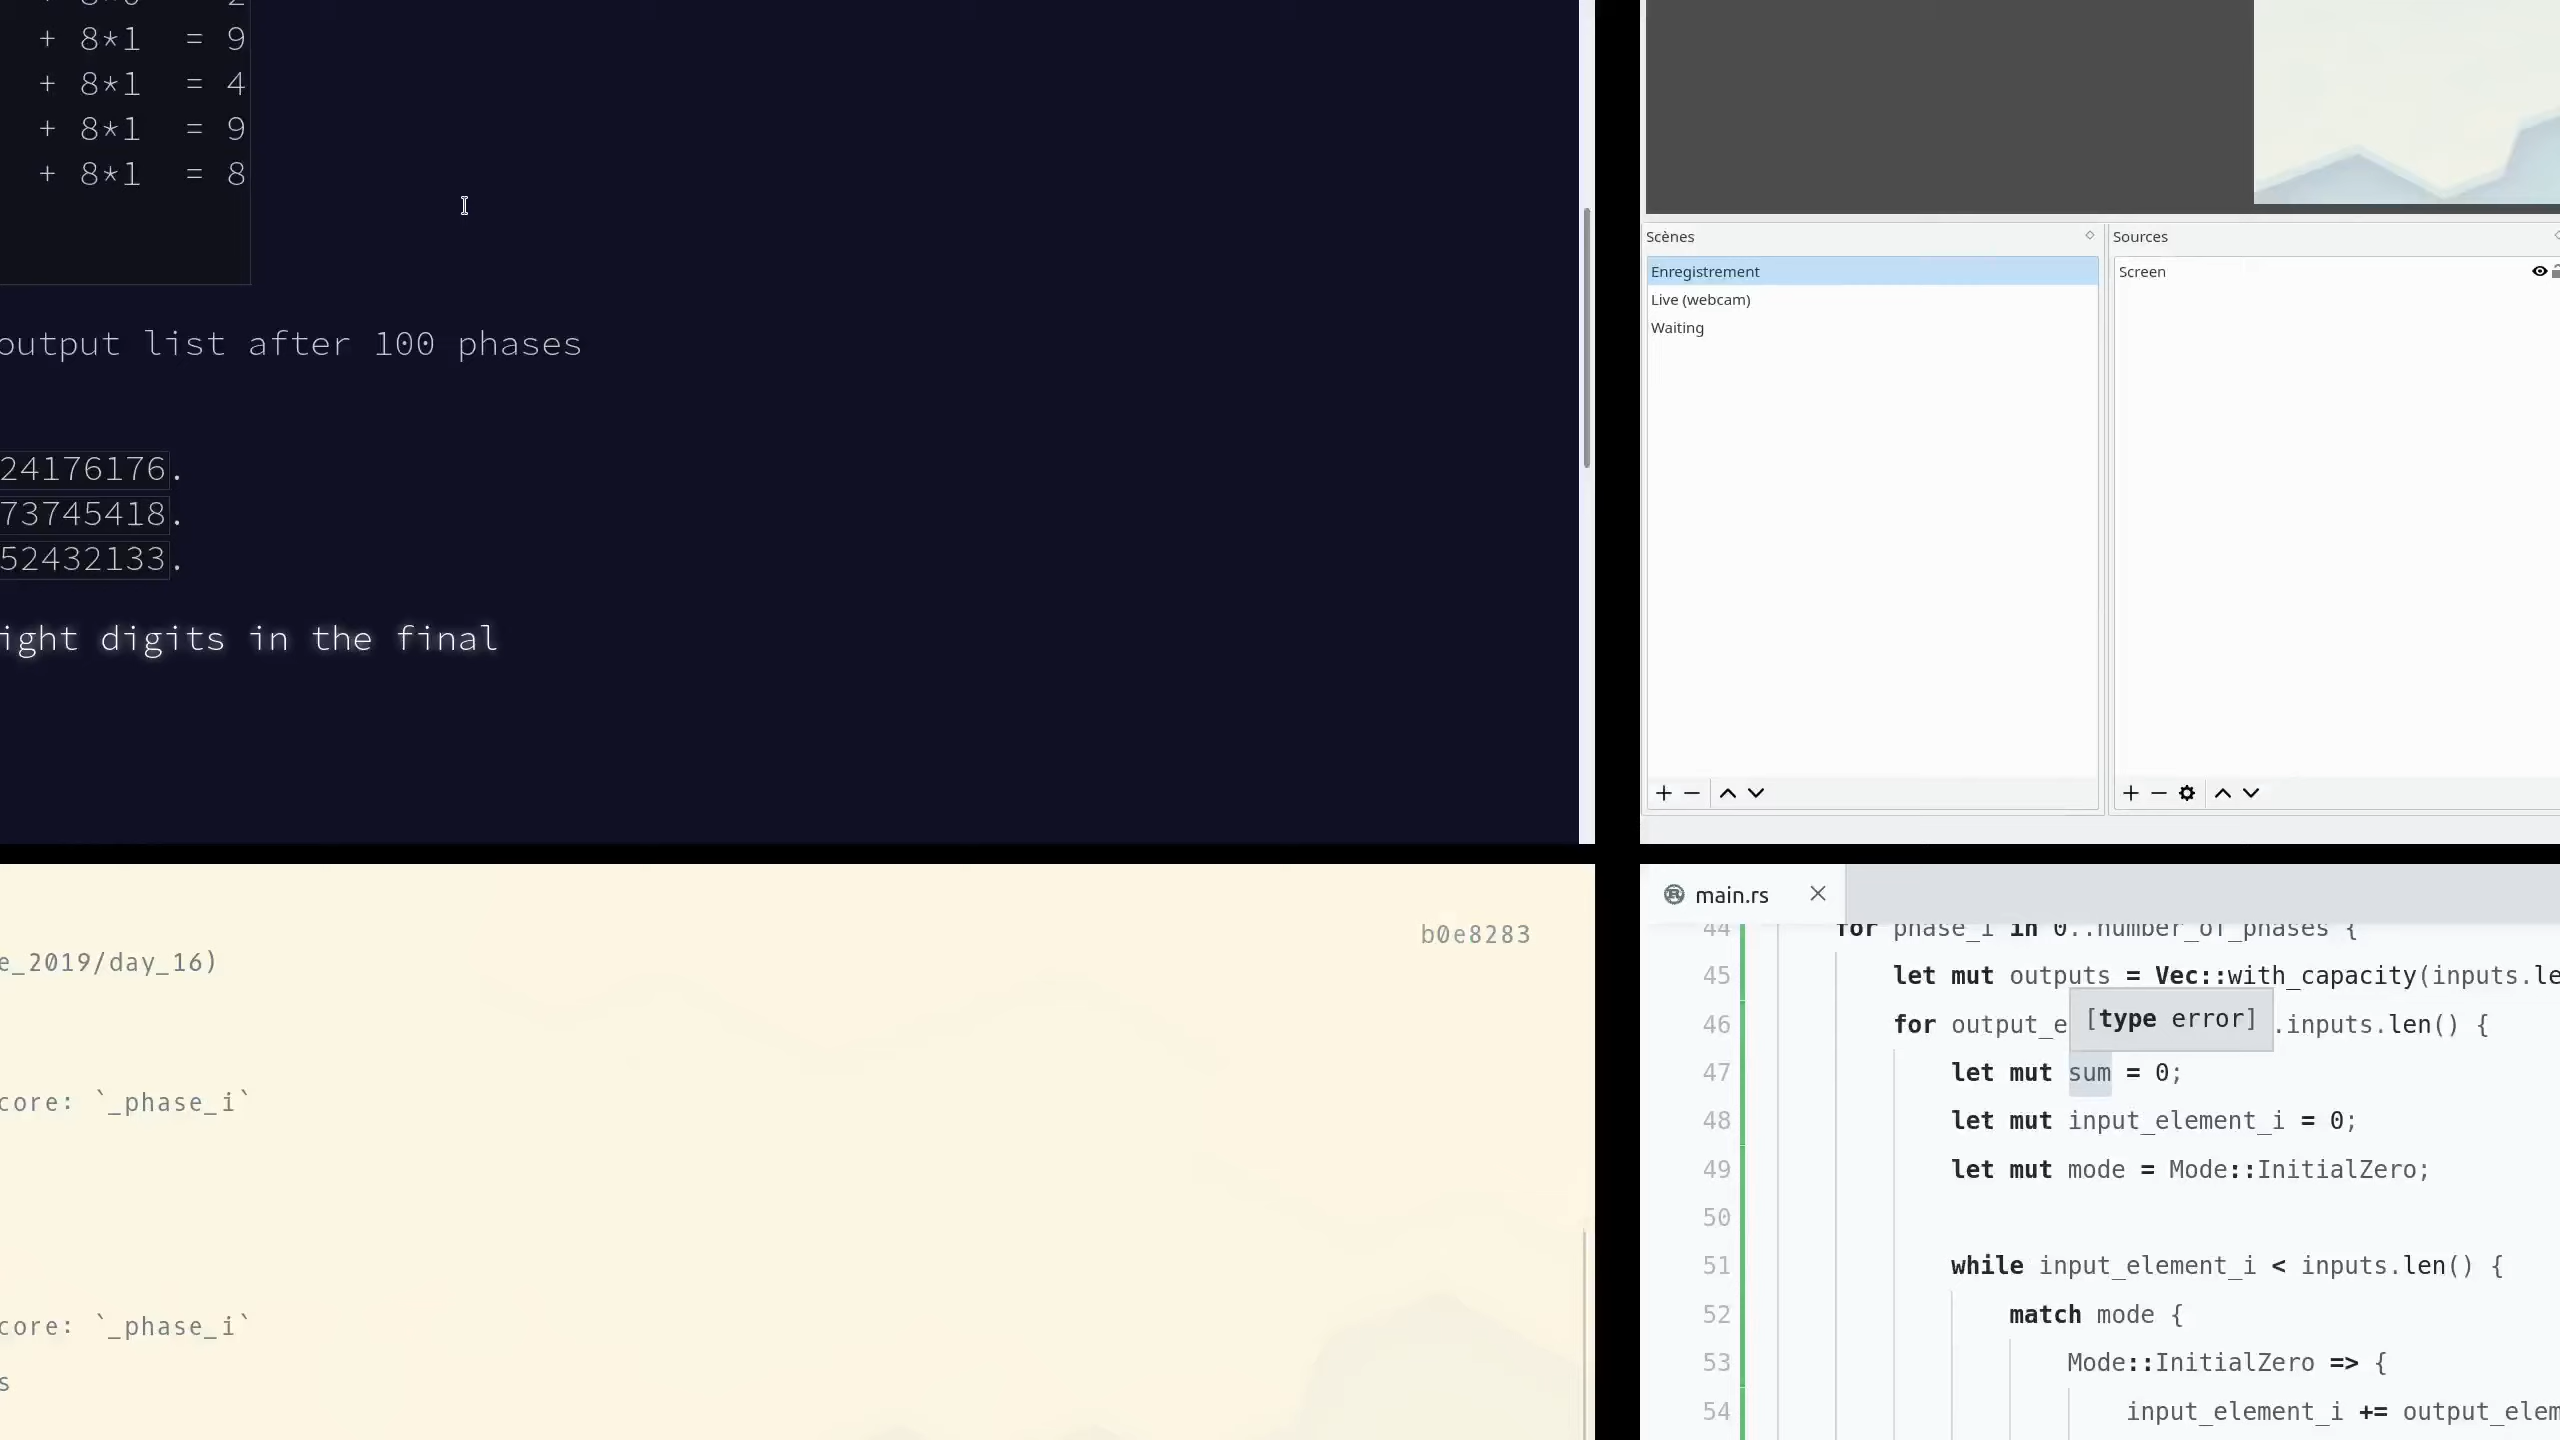 + 8*1 = 9
+ 8*1 = 4
+ 8*1 = 9
+ 8*1 = 8
output list after 100 phases
24176176.
73745418.
52432133.
ight digits in the final
Scènes
Enregistrement
Live (webcam)
Waiting
Sources
Screen
b0e8283
e_2019/day_16)
core: `_phase_i`
core: `_phase_i`
s
main.rs
44 for phase_i in 0..number_of_phases {
45 let mut outputs = Vec::with_capacity(inputs.le
[type error]
46 for output_e .inputs.len() {
47 let mut sum = 0;
48 let mut input_element_i = 0;
49 let mut mode = Mode::InitialZero;
50
51 while input_element_i < inputs.len() {
52 match mode {
53 Mode::InitialZero => {
54 input_element_i += output_elem